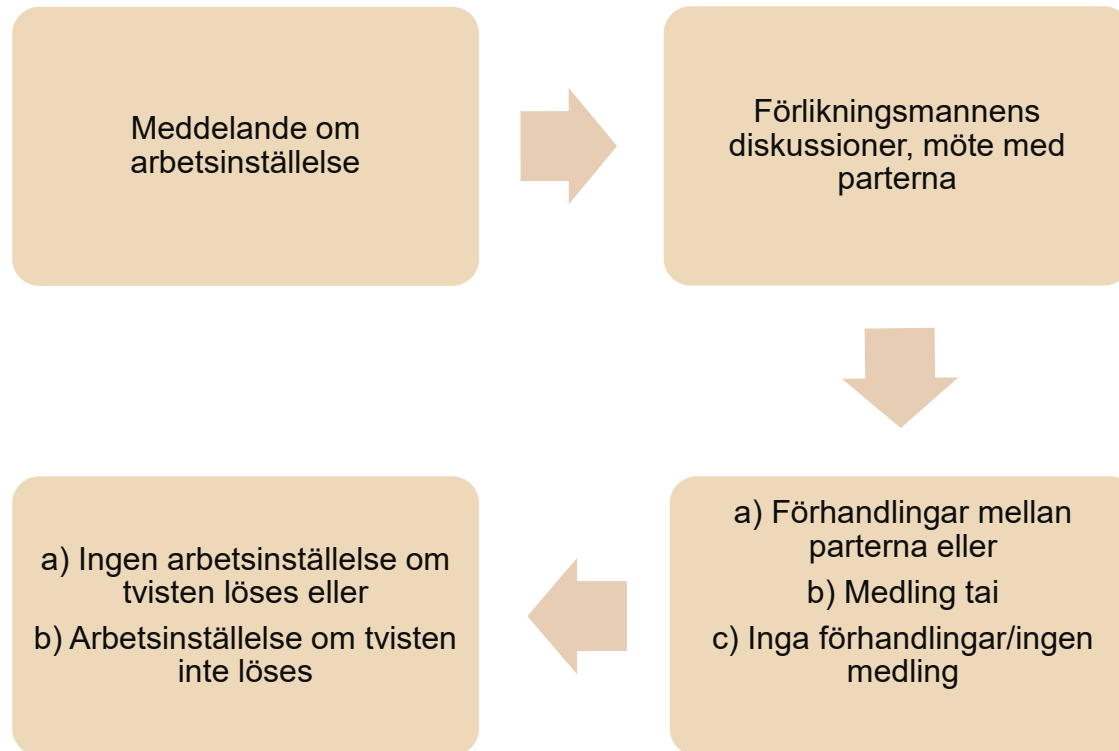 Meddelande om
arbetsinställelse
Förlikningsmannens
diskussioner, möte med
parterna
a) Förhandlingar mellan
parterna eller
b) Medling tai
c) Inga förhandlingar/ingen
medling
a) Ingen arbetsinställelse om
tvisten löses eller
b) Arbetsinställelse om tvisten
inte löses